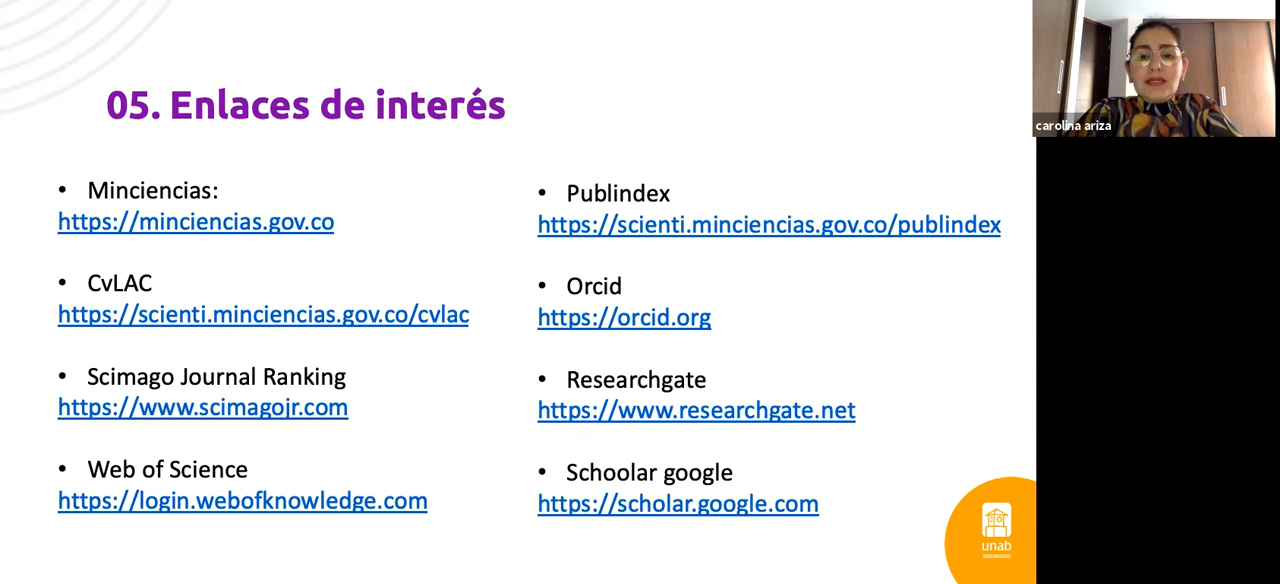 05. Enlaces de interés
• Minciencias:
https://minciencias.gov.co
• CvLAC
https://scienti.minciencias.gov.co/cvlac
• Scimago Journal Ranking
https://www.scimagojr.com
• Web of Science
https://login.webofknowledge.com
• Publindex
https://scienti.minciencias.gov.co/publindex
• Orcid
https://orcid.org
• Researchgate
https://www.researchgate.net
• Schoolar google
https://scholar.google.com
carolina ariza
unab